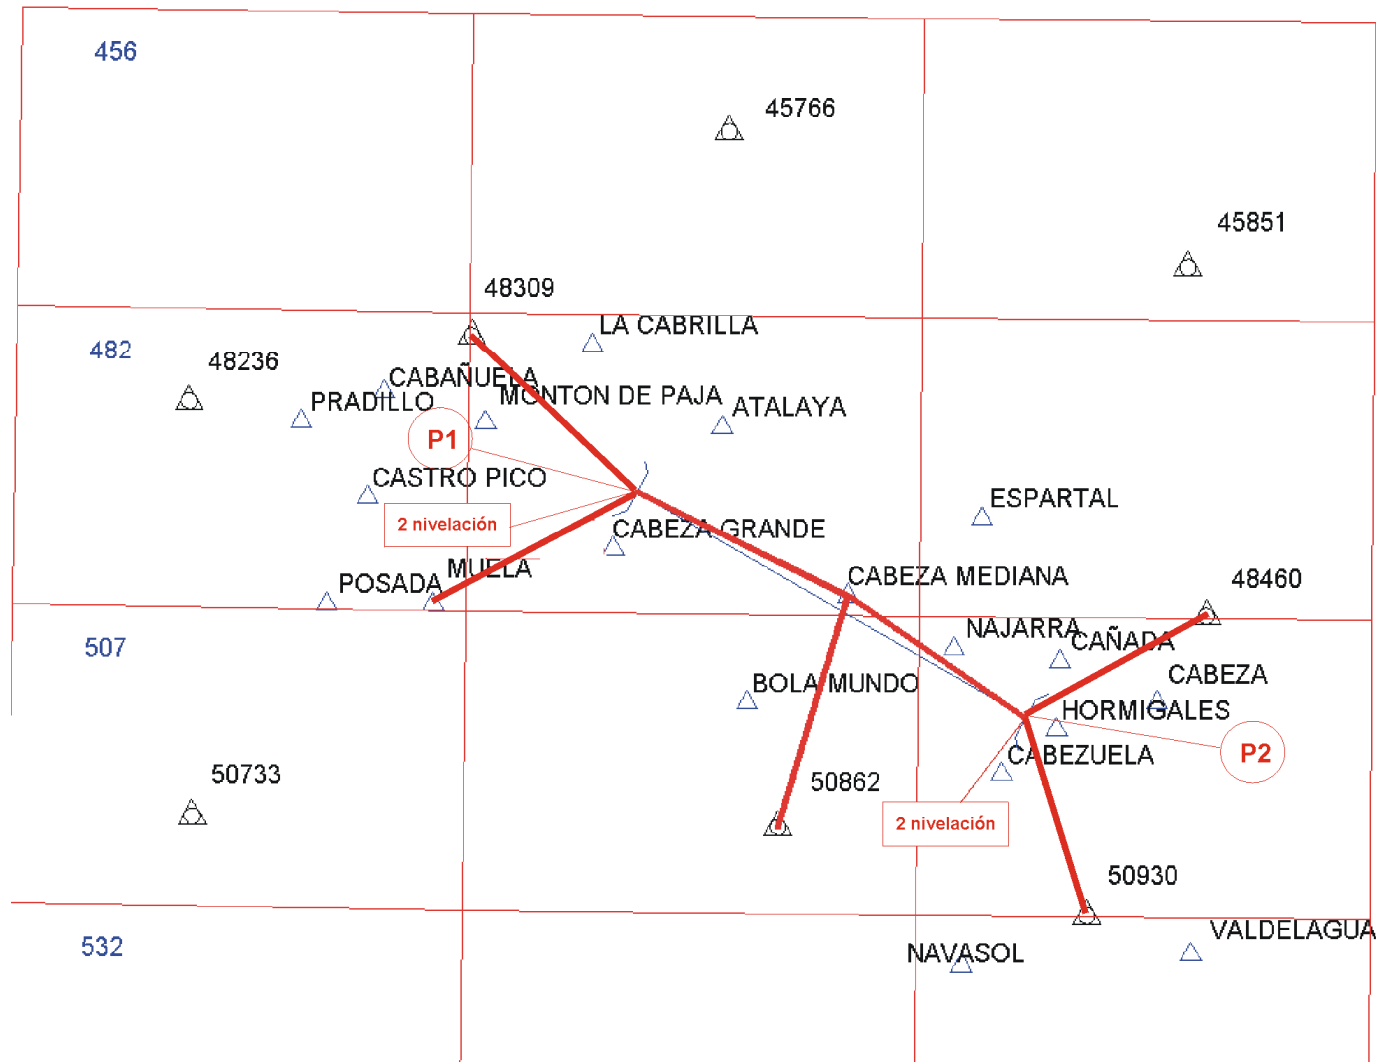 456
45766
45851
48309
LA CABRILLA
482
48236
CABAÑUELA
PRADILLO
MONTON DE PAJA
ATALAYA
P1
CASTRO PICO
ESPARTAL
2 nivelación
CABEZA GRANDE
MUELA
POSADA
CABEZA MEDIANA
48460
507
NAJARRA
CAÑADA
BOLA MUNDO
CABEZA
HORMIGALES
CABEZUELA
P2
50733
50862
2 nivelación
50930
532
NAVASOL
VALDELAGUA